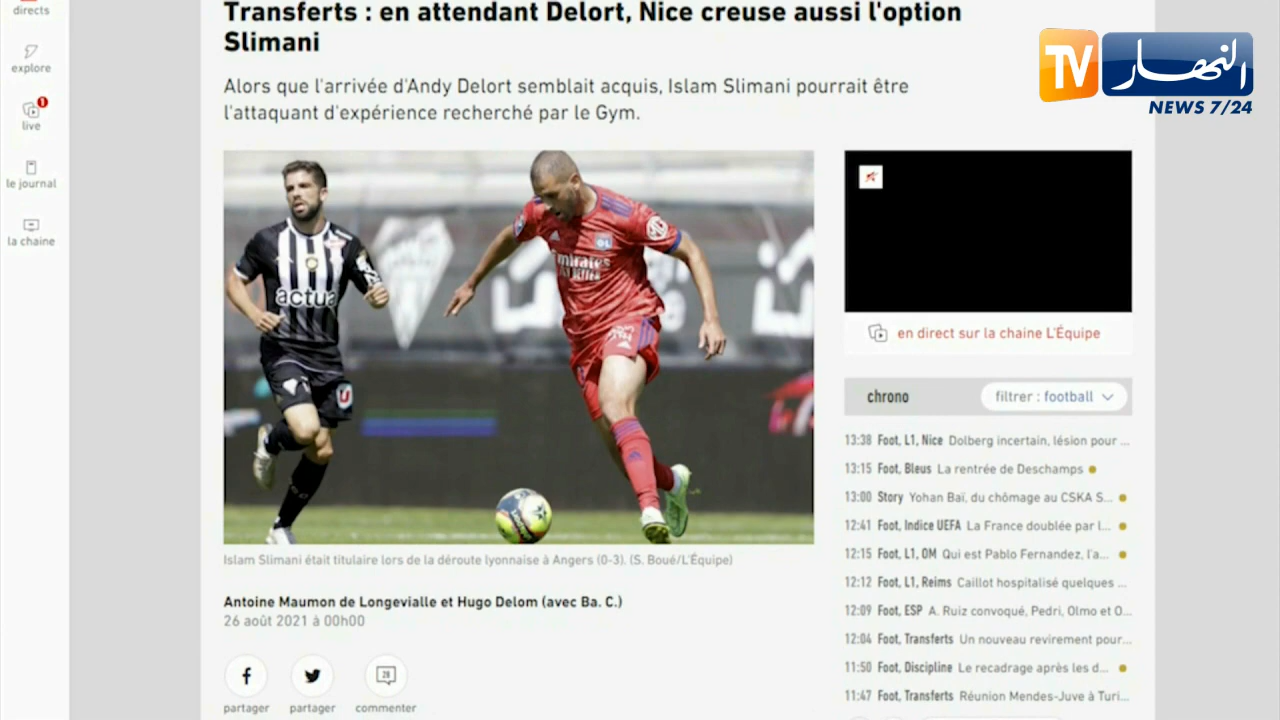 directs
explore
1
live
le journal
la chaine
Transferts : en attendant Delort, Nice creuse aussi l'option
Slimani
Alors que l'arrivée d'Andy Delort semblait acquis, Islam Slimani pourrait être
l'attaquant d'expérience recherché par le Gym.
TV النهار
NEWS 7/24
actua
Emirates
U
OL
en direct sur la chaine L'Équipe
chrono
filtrer : football
13:38 Foot, L1, Nice Dolberg incertain, lésion pour ...
13:15 Foot, Bleus La rentrée de Deschamps
13:00 Story Yohan Baï, du chômage au CSKA S...
12:41 Foot, Indice UEFA La France doublée par l...
12:15 Foot, L1, OM Qui est Pablo Fernandez, l'a...
12:12 Foot, L1, Reims Caillot hospitalisé quelques ...
12:09 Foot, ESP A. Ruiz convoqué, Pedri, Olmo et O...
12:04 Foot, Transferts Un nouveau revirement pour...
11:50 Foot, Discipline Le recadrage après les d...
11:47 Foot, Transferts Réunion Mendes-Juve à Turi...
Islam Slimani était titulaire lors de la déroute lyonnaise à Angers (0-3). (S. Boué/L'Équipe)
Antoine Maumon de Longevialle et Hugo Delom (avec Ba. C.)
26 août 2021 à 00h00
28
partager
partager
commenter